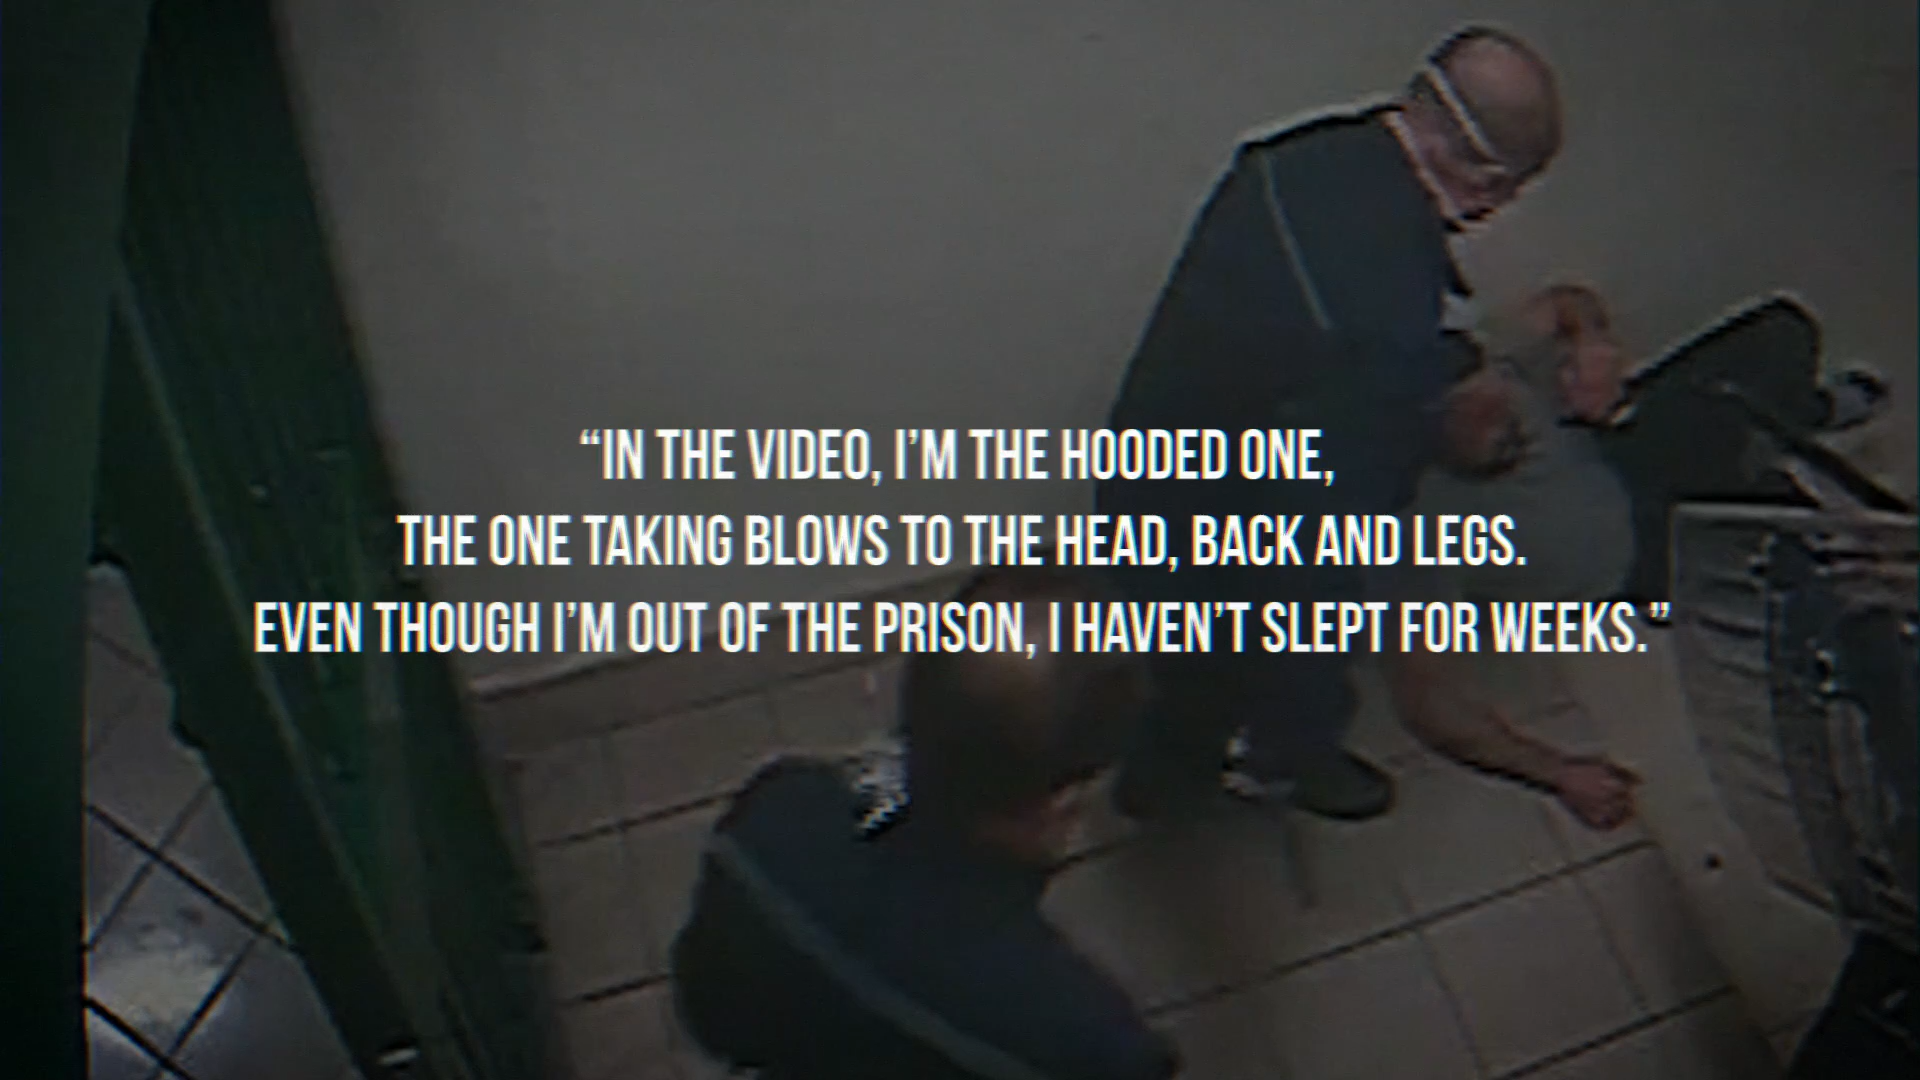 “IN THE VIDEO, I’M THE HOODED ONE,
THE ONE TAKING BLOWS TO THE HEAD, BACK AND LEGS.
EVEN THOUGH I’M OUT OF THE PRISON, I HAVEN’T SLEPT FOR WEEKS.”